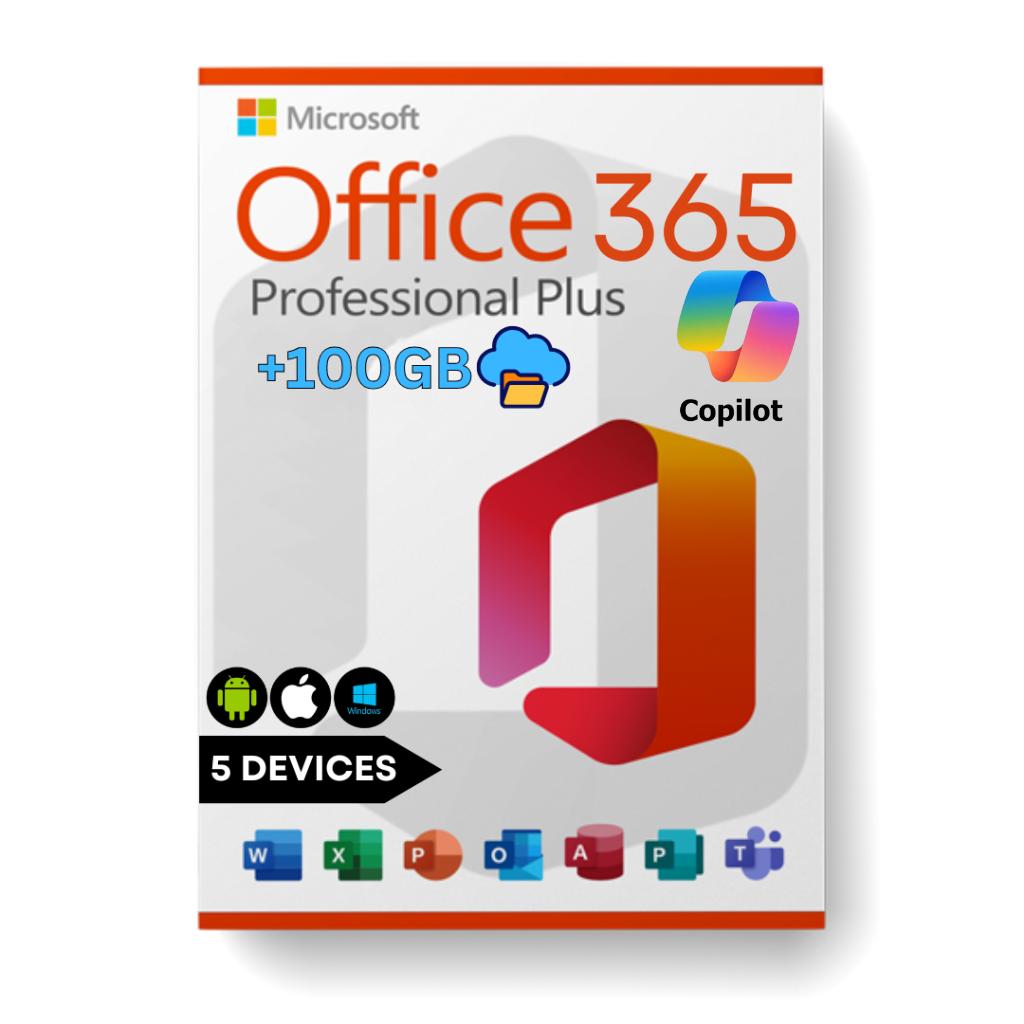 Microsoft
Office 365
Professional Plus
+100GB
Copilot
Windows
5 DEVICES
W X P O A P T